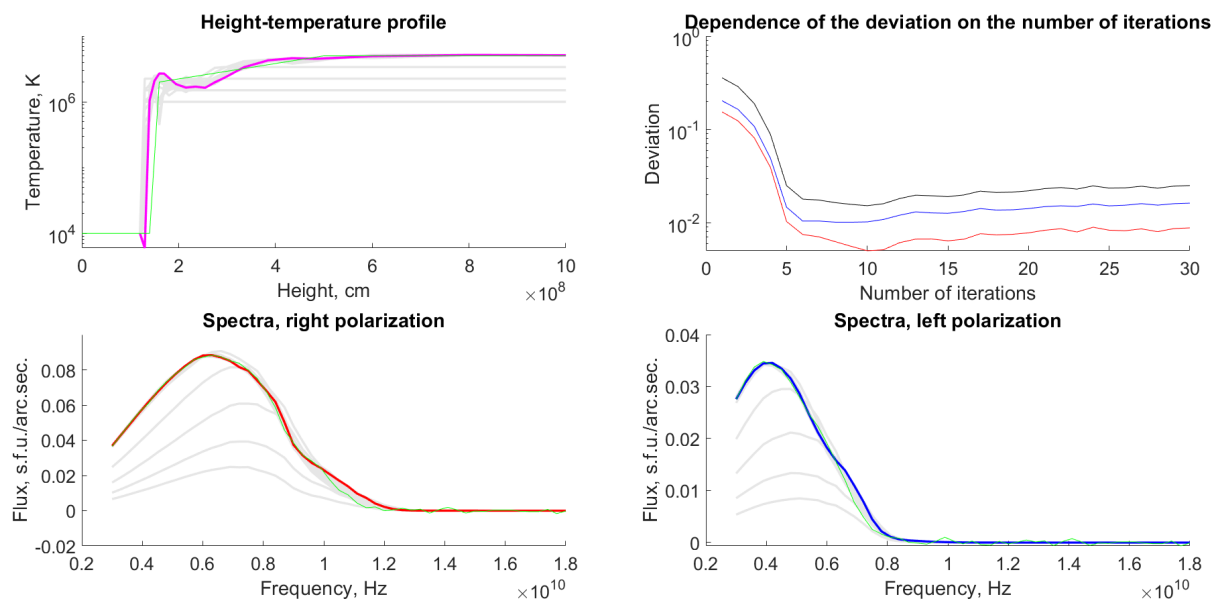 Height-temperature profile
Temperature, K
10^6
10^4
0 2 4 6 8 10
Height, cm
×10^8
Dependence of the deviation on the number of iterations
Deviation
10^0
10^-1
10^-2
0 5 10 15 20 25 30
Number of iterations
Spectra, right polarization
Flux, s.f.u./arc.sec.
0.08
0.06
0.04
0.02
0
-0.02
0.2 0.4 0.6 0.8 1.0 1.2 1.4 1.6 1.8
Frequency, Hz
×10^10
Spectra, left polarization
Flux, s.f.u./arc.sec.
0.04
0.03
0.02
0.01
0
0.2 0.4 0.6 0.8 1.0 1.2 1.4 1.6 1.8
Frequency, Hz
×10^10